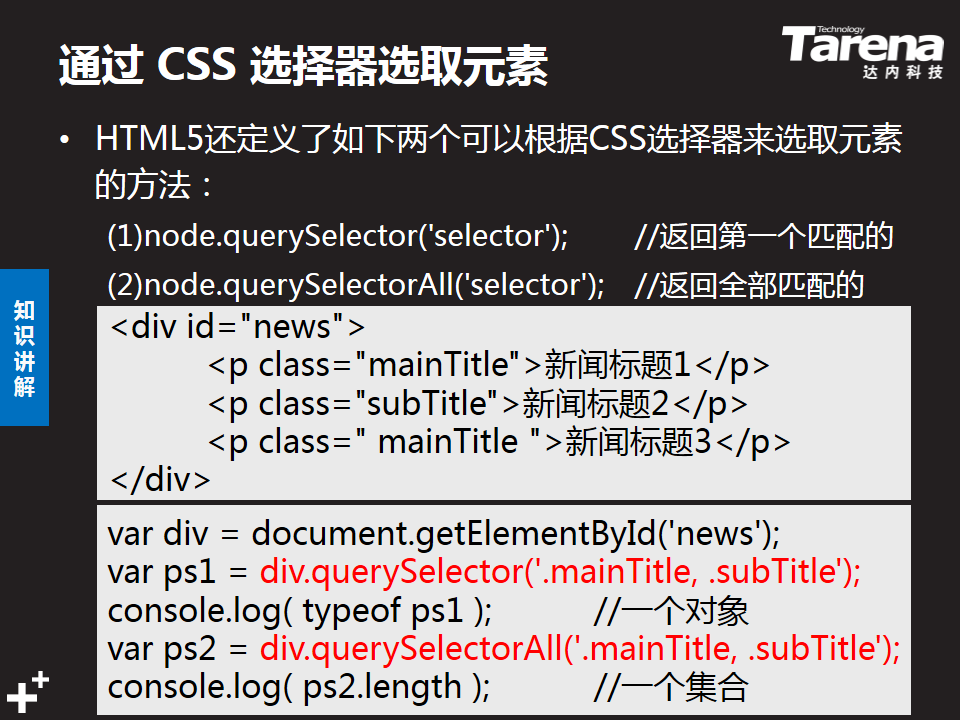 通过 CSS 选择器选取元素
Technology
Tarena
达内科技
• HTML5还定义了如下两个可以根据CSS选择器来选取元素
的方法：
(1)node.querySelector('selector'); //返回第一个匹配的
(2)node.querySelectorAll('selector'); //返回全部匹配的
知识讲解
<div id="news">
<p class="mainTitle">新闻标题1</p>
<p class="subTitle">新闻标题2</p>
<p class=" mainTitle ">新闻标题3</p>
</div>
var div = document.getElementById('news');
var ps1 = div.querySelector('.mainTitle, .subTitle');
console.log( typeof ps1 ); //一个对象
var ps2 = div.querySelectorAll('.mainTitle, .subTitle');
console.log( ps2.length ); //一个集合